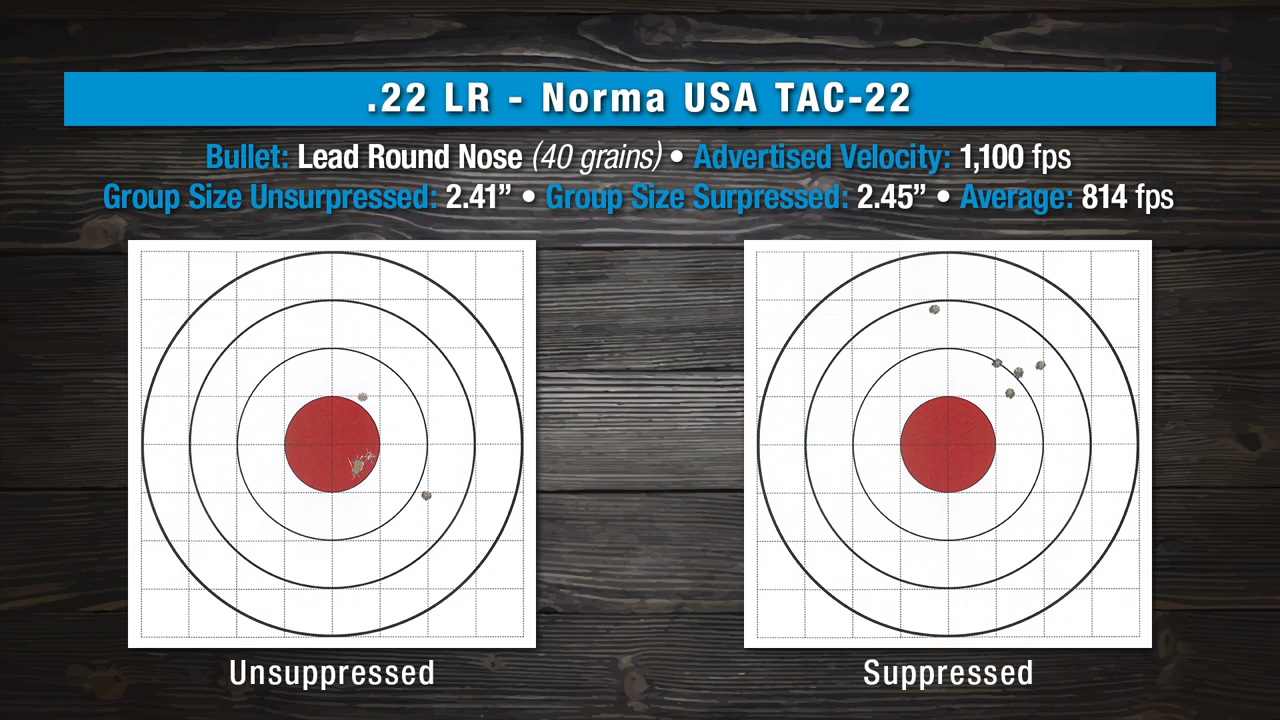 .22 LR - Norma USA TAC-22
Bullet: Lead Round Nose (40 grains) • Advertised Velocity: 1,100 fps
Group Size Unsurpressed: 2.41” • Group Size Surpressed: 2.45” • Average: 814 fps
Unsuppressed
Suppressed